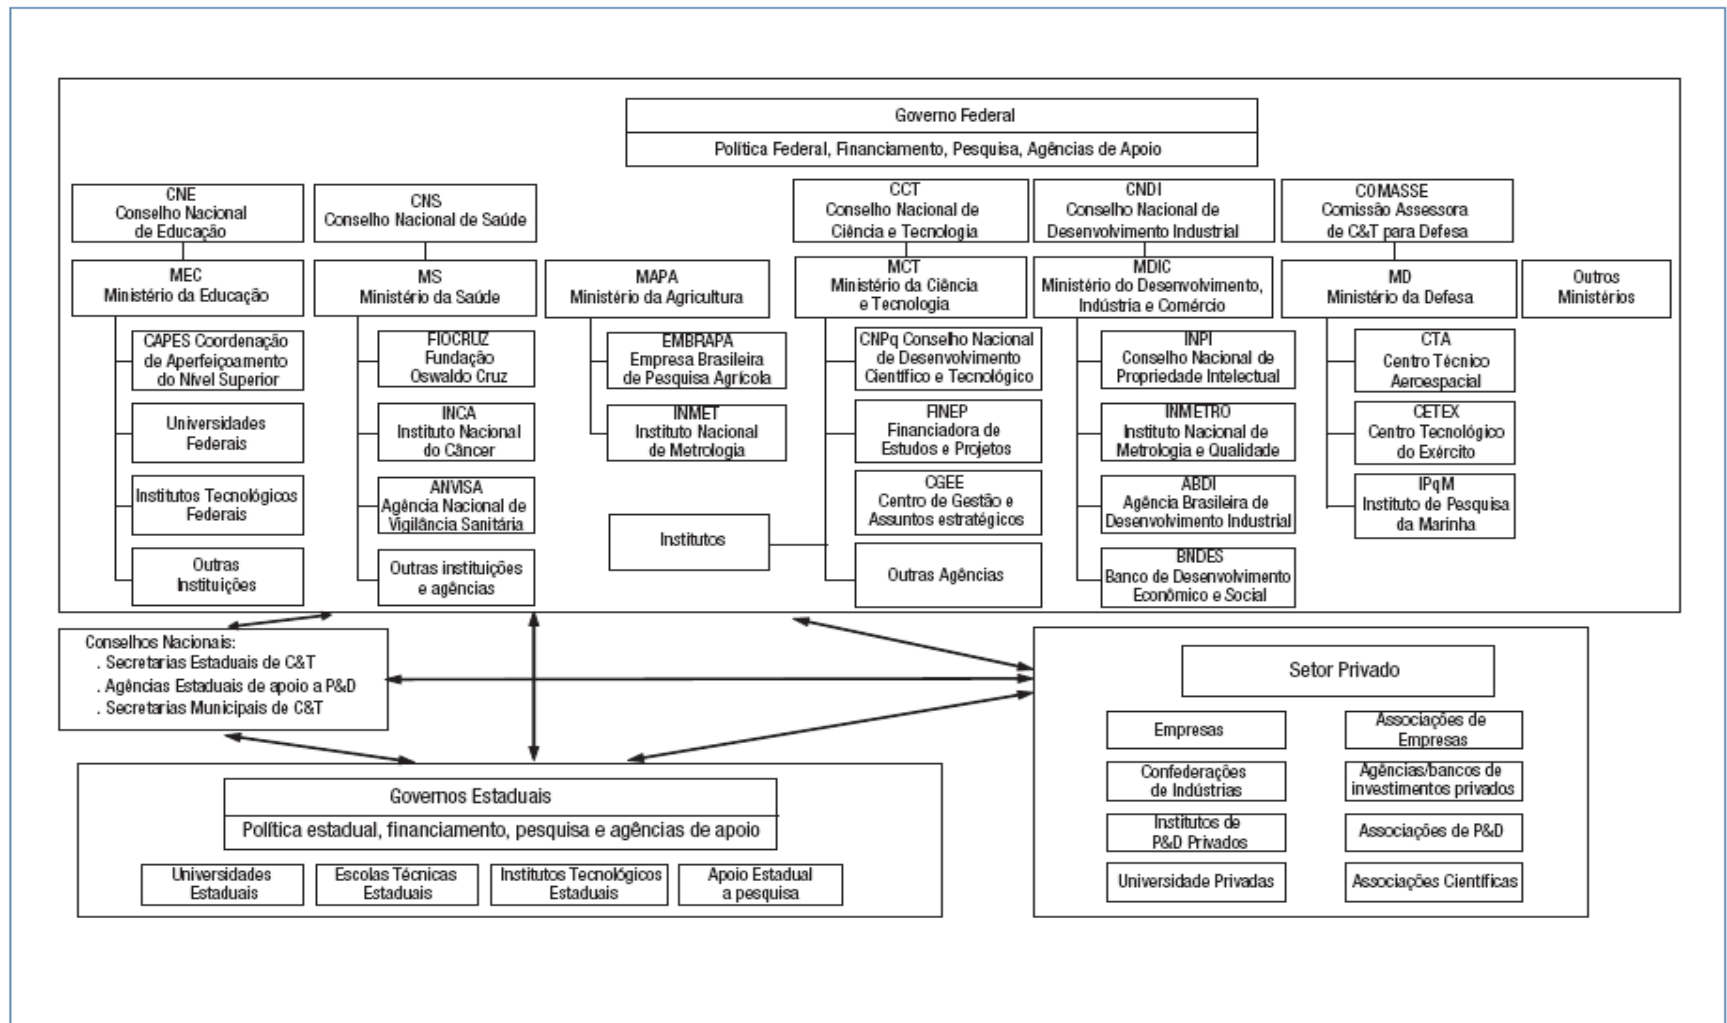 Governo Federal
Política Federal, Financiamento, Pesquisa, Agências de Apoio
CNE
Conselho Nacional
de Educação
CNS
Conselho Nacional de Saúde
CCT
Conselho Nacional de
Ciência e Tecnologia
CNDI
Conselho Nacional de
Desenvolvimento Industrial
COMASSE
Comissão Assessora
de C&T para Defesa
MEC
Ministério da Educação
MS
Ministério da Saúde
MAPA
Ministério da Agricultura
MCT
Ministério da Ciência
e Tecnologia
MDIC
Ministério do Desenvolvimento,
Indústria e Comércio
MD
Ministério da Defesa
Outros
Ministérios
CAPES Coordenação
de Aperfeiçoamento
do Nível Superior
Universidades
Federais
Institutos Tecnológicos
Federais
Outras
Instituições
FIOCRUZ
Fundação
Oswaldo Cruz
INCA
Instituto Nacional
do Câncer
ANVISA
Agência Nacional de
Vigilância Sanitária
Outras instituições
e agências
EMBRAPA
Empresa Brasileira
de Pesquisa Agrícola
INMET
Instituto Nacional
de Metrologia
Institutos
CNPq Conselho Nacional
de Desenvolvimento
Científico e Tecnológico
FINEP
Financiadora de
Estudos e Projetos
CGEE
Centro de Gestão e
Assuntos estratégicos
Outras Agências
INPI
Conselho Nacional de
Propriedade Intelectual
INMETRO
Instituto Nacional de
Metrologia e Qualidade
ABDI
Agência Brasileira de
Desenvolvimento Industrial
BNDES
Banco de Desenvolvimento
Econômico e Social
CTA
Centro Técnico
Aeroespacial
CETEX
Centro Tecnológico
do Exército
IPqM
Instituto de Pesquisa
da Marinha
Conselhos Nacionais:
. Secretarias Estaduais de C&T
. Agências Estaduais de apoio a P&D
. Secretarias Municipais de C&T
Governos Estaduais
Política estadual, financiamento, pesquisa e agências de apoio
Universidades
Estaduais
Escolas Técnicas
Estaduais
Institutos Tecnológicos
Estaduais
Apoio Estadual
a pesquisa
Setor Privado
Empresas
Associações de
Empresas
Confederações
de Indústrias
Agências/bancos de
investimentos privados
Institutos de
P&D Privados
Associações de P&D
Universidade Privadas
Associações Científicas